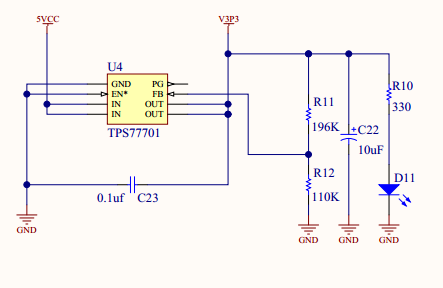 5VCC
V3P3
U4
GND PG
EN* FB
IN OUT
IN OUT
TPS77701
R10
330
R11
196K
C22
10uF
R12
110K
D11
0.1uf C23
GND
GND
GND
GND
+